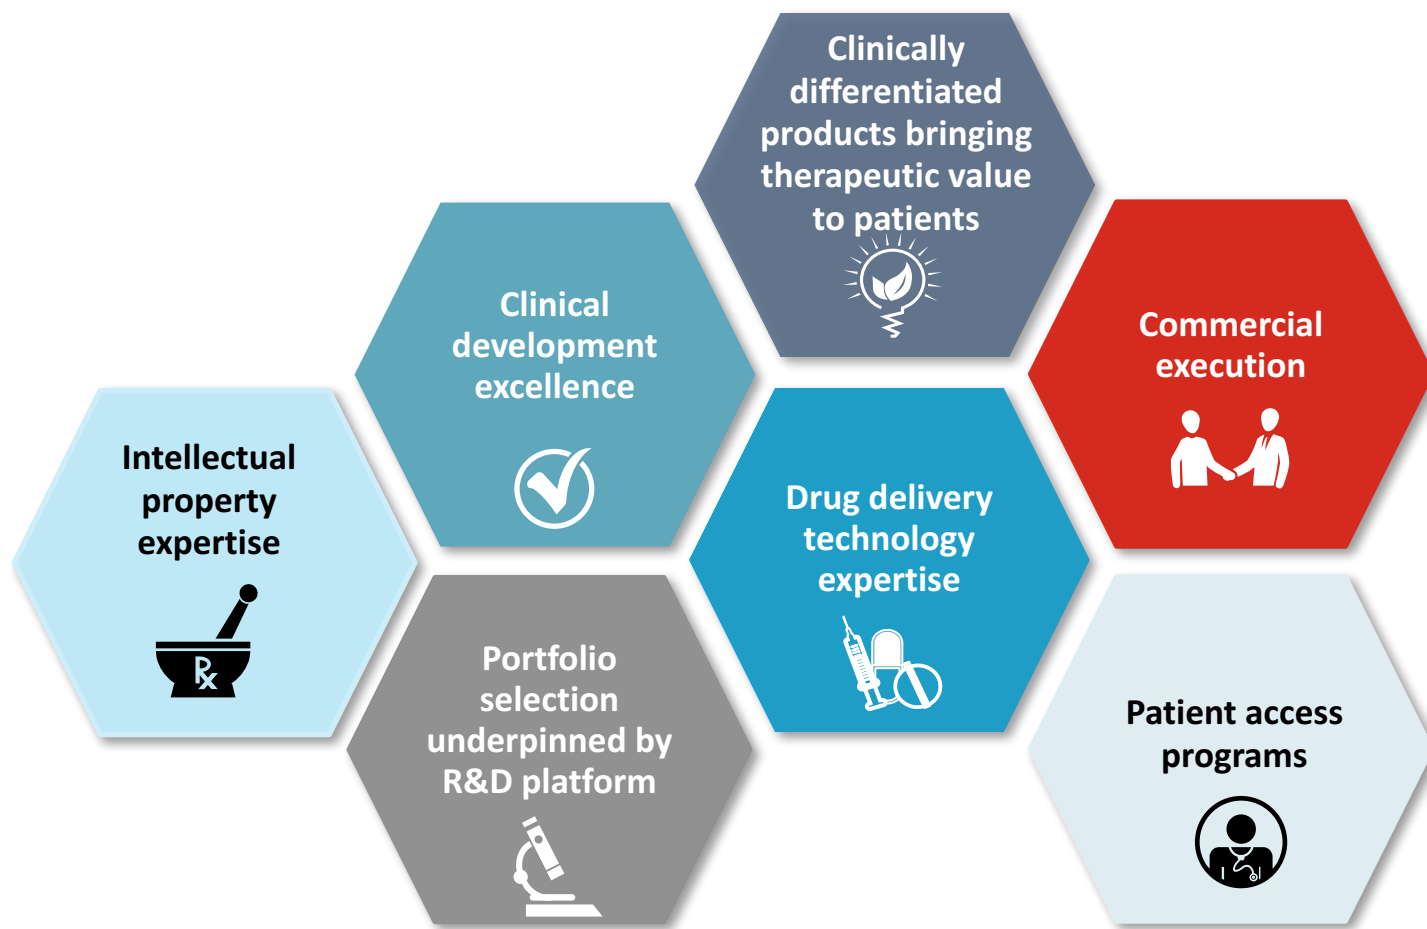 Clinically
differentiated
products bringing
therapeutic value
to patients
Clinical
development
excellence
Commercial
execution
Intellectual
property
expertise
Rx
Drug delivery
technology
expertise
Portfolio
selection
underpinned by
R&D platform
Patient access
programs